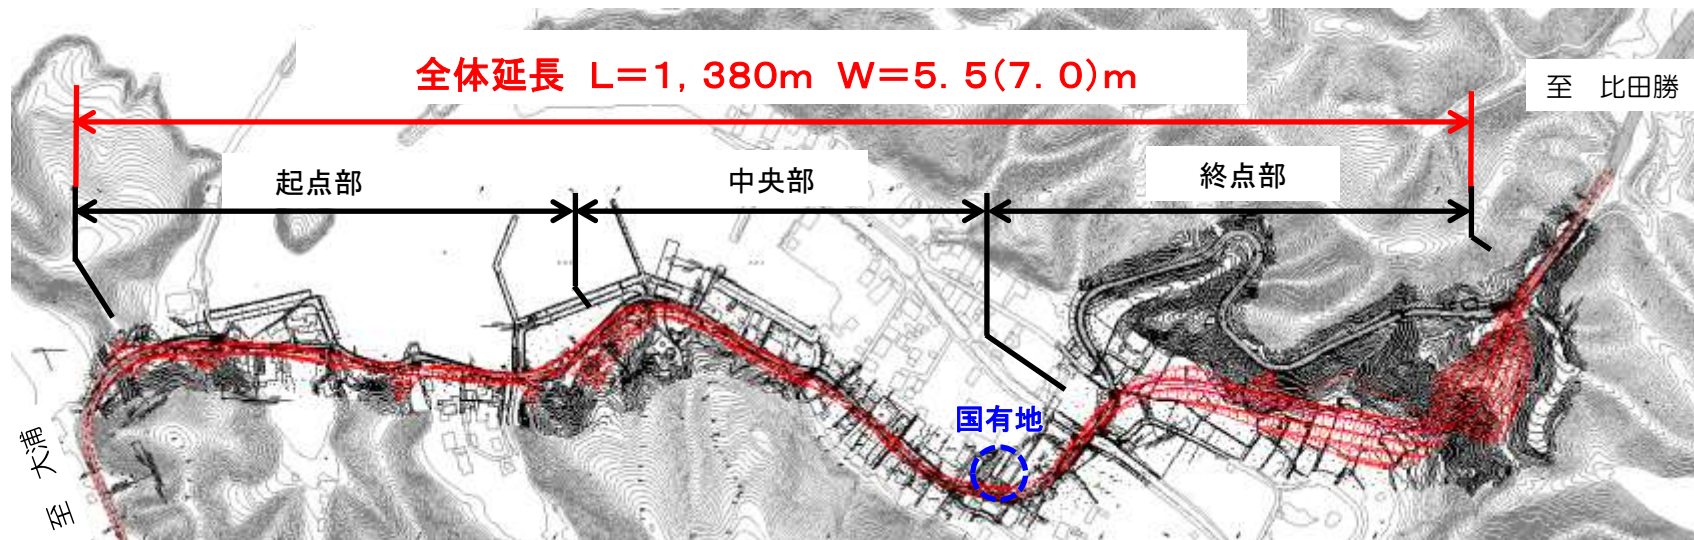 全体延長 L=1,380m W=5.5(7.0)m
至 比田勝
起点部
中央部
終点部
国有地
至 大浦